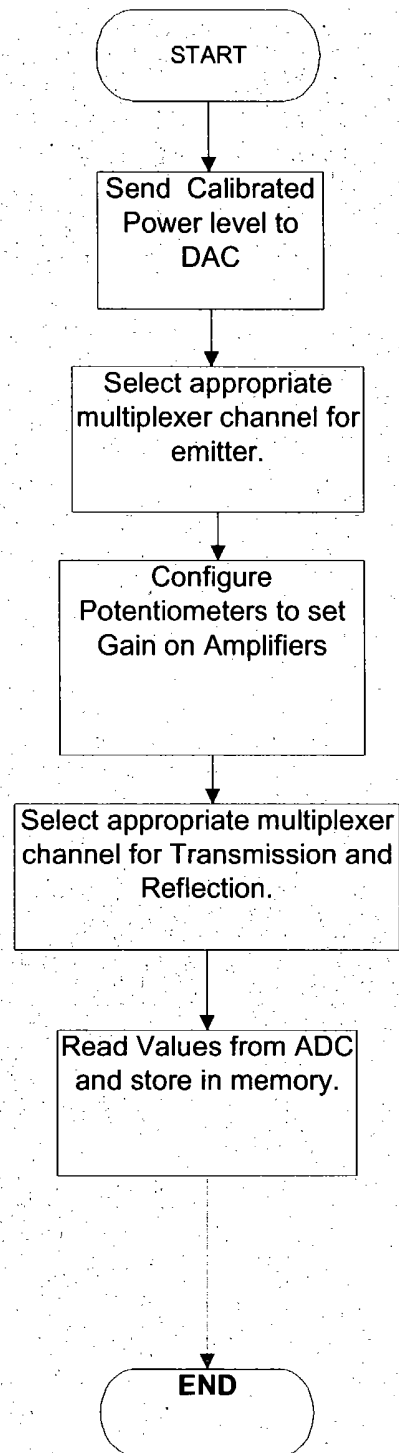 START
Send Calibrated
Power level to
DAC
Select appropriate
multiplexer channel for
emitter.
Configure
Potentiometers to set
Gain on Amplifiers
Select appropriate multiplexer
channel for Transmission and
Reflection.
Read Values from ADC
and store in memory.
END